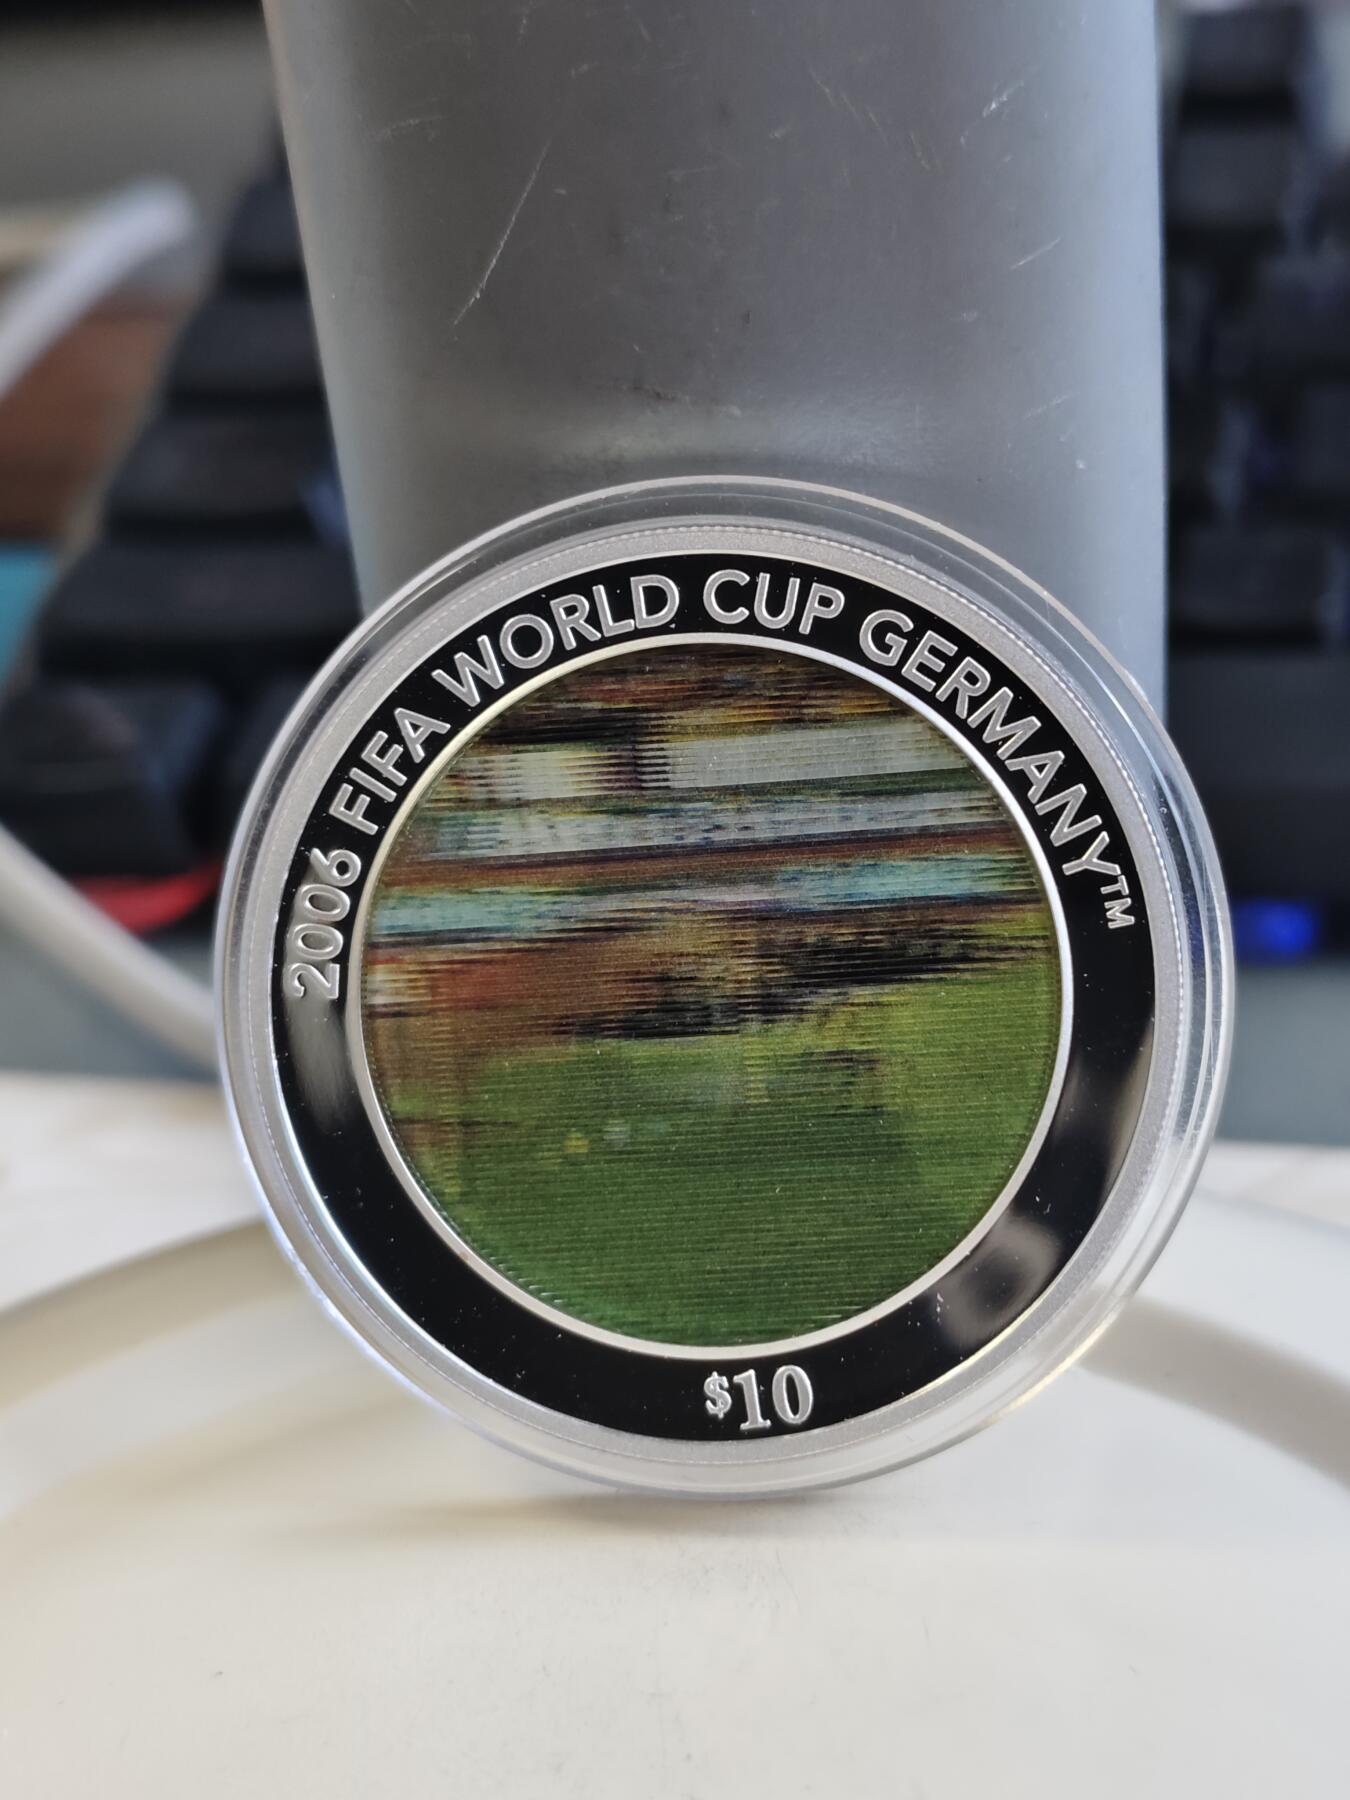 2006 FIFA WORLD CUP GERMANY™
$10